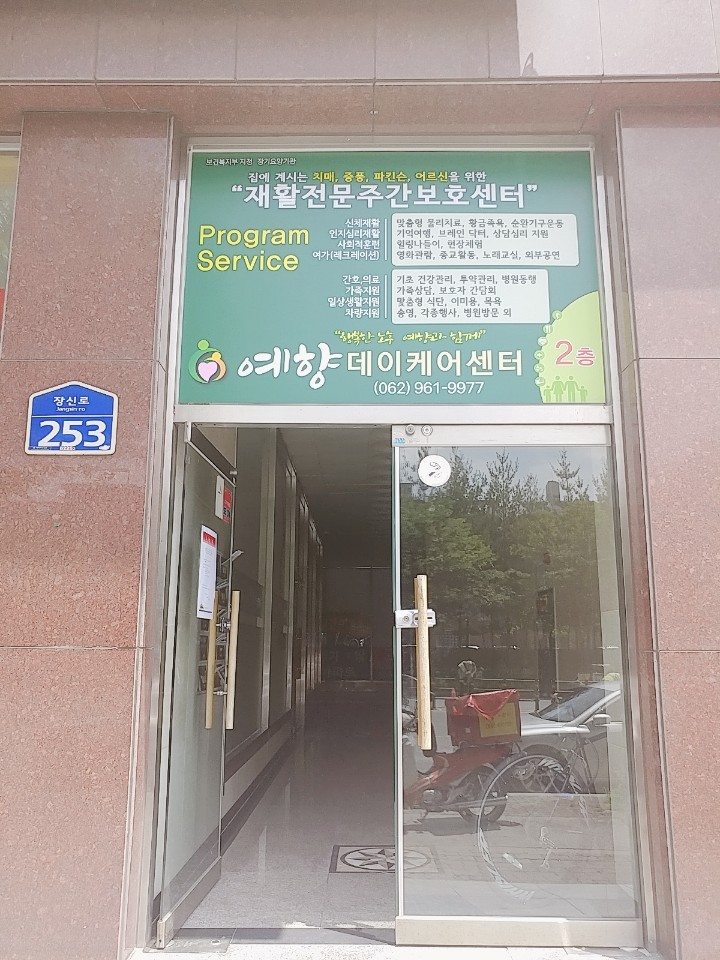 보건복지부 지정 장기요양기관
집에 계시는 치매, 중풍, 파킨슨, 어르신을 위한
"재활전문주간보호센터"
Program
Service
신체재활 맞춤형 물리치료, 황금족욕, 순환기구운동
인지심리재활 기억여행, 브레인 닥터, 상담심리 지원
사회적훈련 힐링나들이, 현장체험
여가(레크레이션) 영화관람, 종교활동, 노래교실, 외부공연
간호,의료 기초 건강관리, 투약관리, 병원동행
가족지원 가족상담, 보호자 간담회
일상생활지원 맞춤형 식단, 이미용, 목욕
차량지원 송영, 각종행사, 병원방문 외
"행복한 노후 예향과 함께!"
예향 데이케어센터
(062) 961-9977
2층
장신로
Jangsin-ro
253